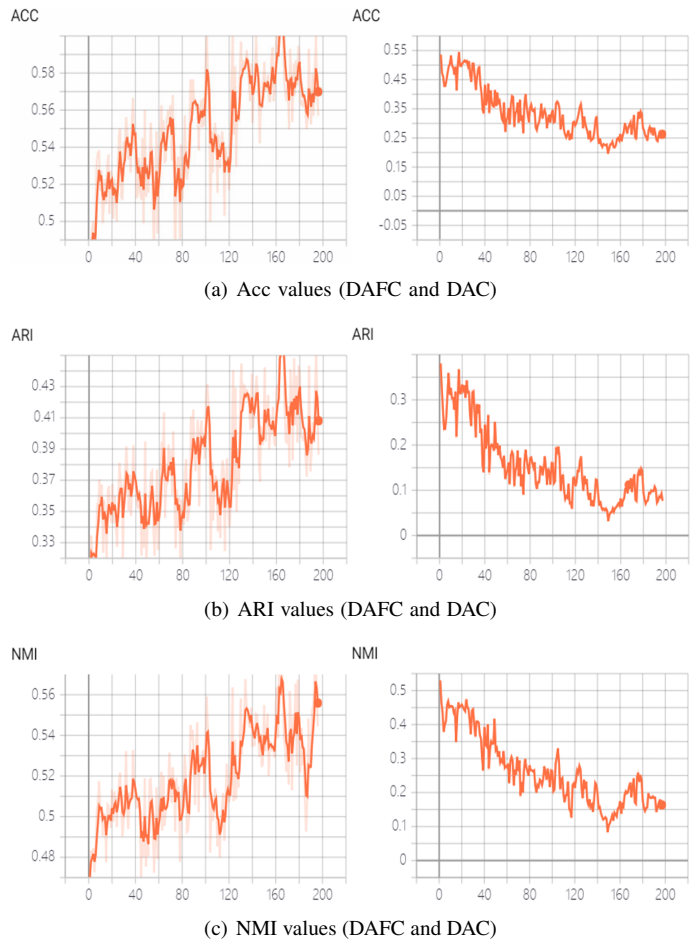 ACC ACC
0.58 0.56 0.54 0.52 0.5
0.55 0.45 0.35 0.25 0.15 0.05 -0.05
0 40 80 120 160 200 0 40 80 120 160 200
(a) Acc values (DAFC and DAC)
ARI ARI
0.43 0.41 0.39 0.37 0.35 0.33
0.3 0.2 0.1 0
0 40 80 120 160 200 0 40 80 120 160 200
(b) ARI values (DAFC and DAC)
NMI NMI
0.56 0.54 0.52 0.5 0.48
0.5 0.4 0.3 0.2 0.1 0
0 40 80 120 160 200 0 40 80 120 160 200
(c) NMI values (DAFC and DAC)